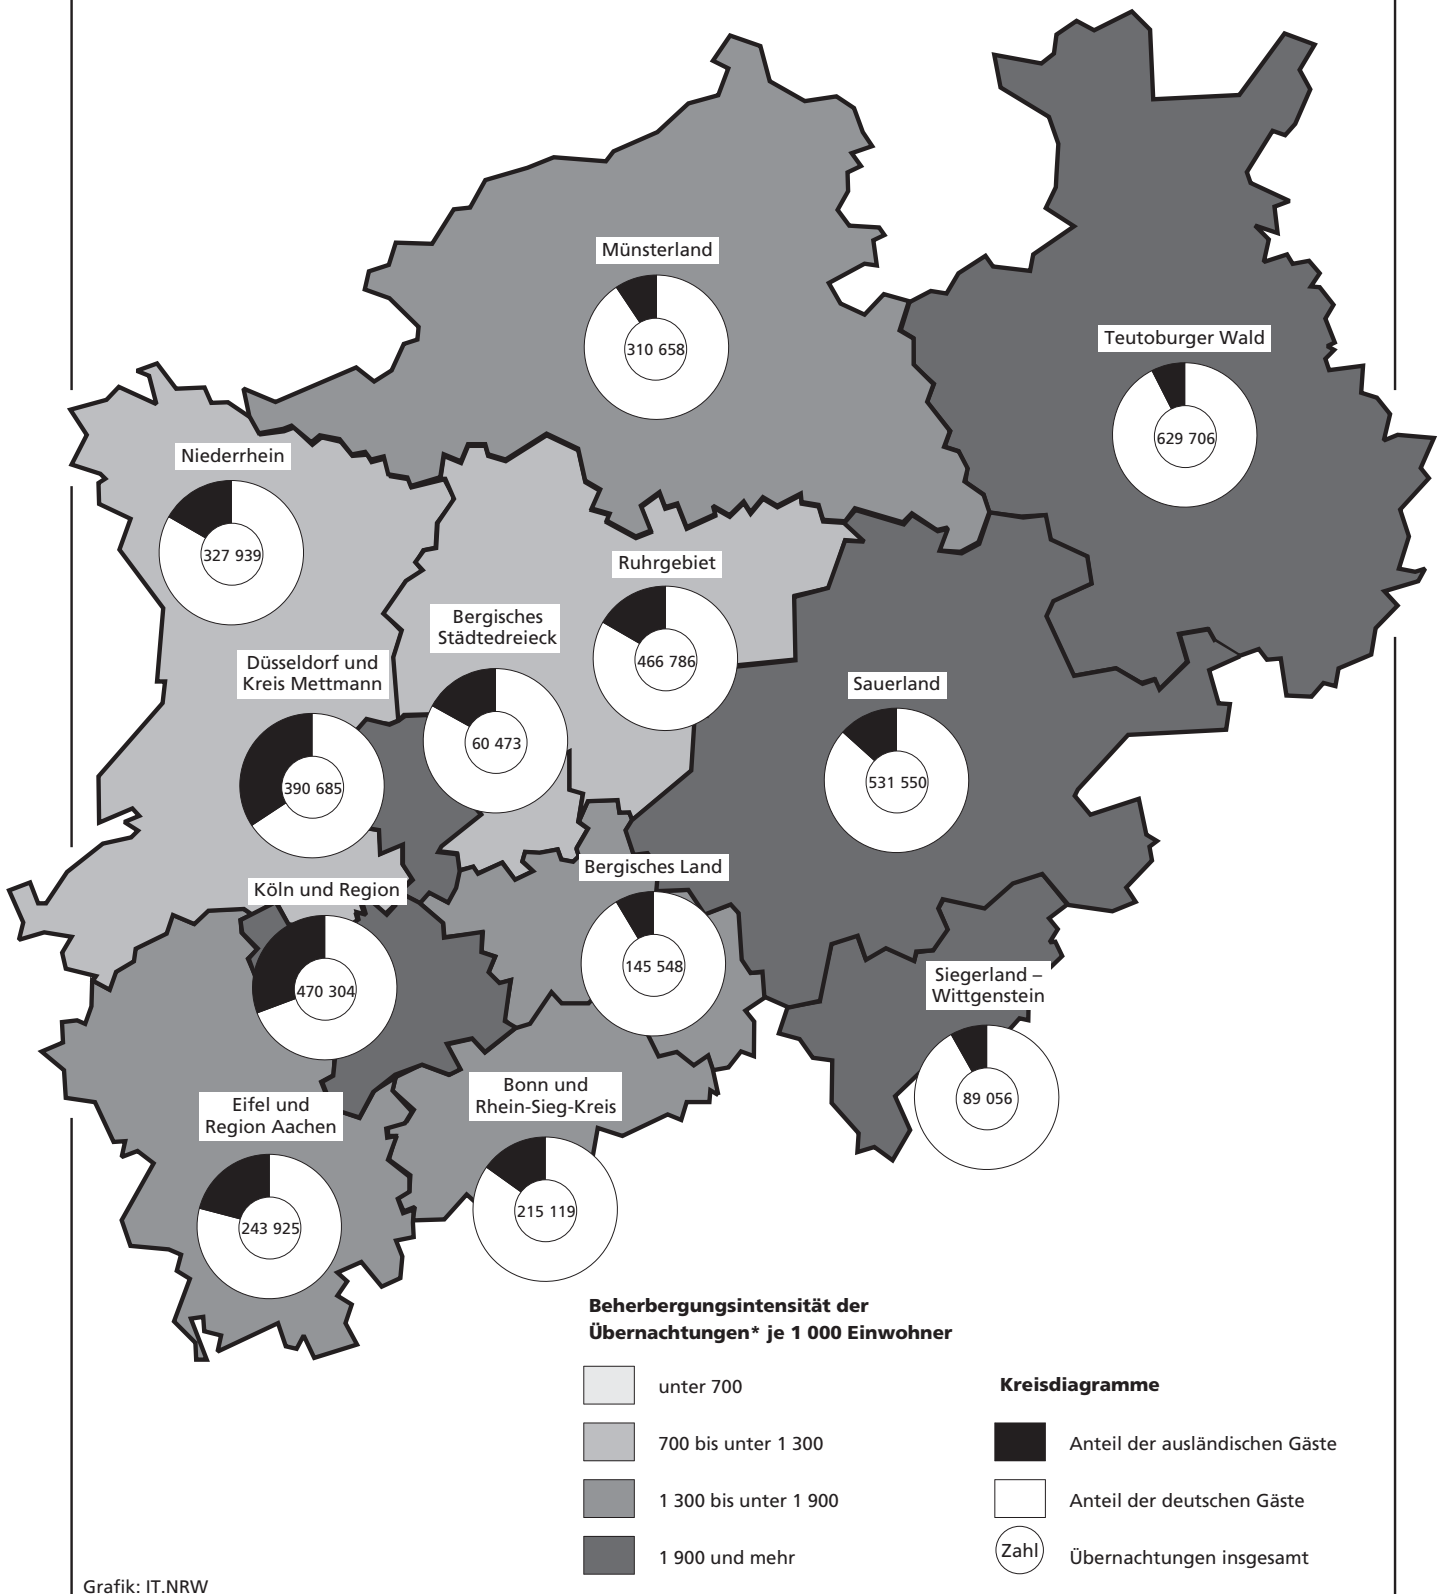 Münsterland
310 658
Teutoburger Wald
629 706
Niederrhein
327 939
Ruhrgebiet
466 786
Bergisches
Städtedreieck
60 473
Düsseldorf und
Kreis Mettmann
390 685
Sauerland
531 550
Bergisches Land
145 548
Köln und Region
470 304
Siegerland –
Wittgenstein
89 056
Bonn und
Rhein-Sieg-Kreis
215 119
Eifel und
Region Aachen
243 925
Beherbergungsintensität der
Übernachtungen* je 1 000 Einwohner
unter 700
700 bis unter 1 300
1 300 bis unter 1 900
1 900 und mehr
Kreisdiagramme
Anteil der ausländischen Gäste
Anteil der deutschen Gäste
Zahl
Übernachtungen insgesamt
Grafik: IT.NRW